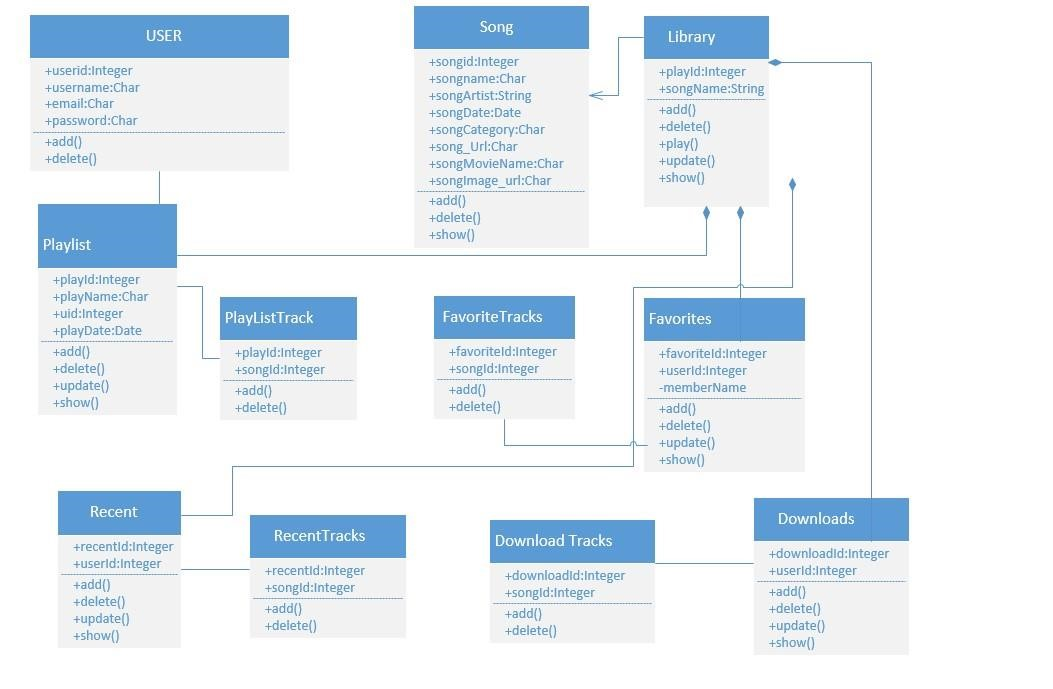 USER
+userid:Integer
+username:Char
+email:Char
+password:Char
+add()
+delete()
Song
+songid:Integer
+songname:Char
+songArtist:String
+songDate:Date
+songCategory:Char
+song_Url:Char
+songMovieName:Char
+songImage_url:Char
+add()
+delete()
+show()
Library
+playId:Integer
+songName:String
+add()
+delete()
+play()
+update()
+show()
Playlist
+playId:Integer
+playName:Char
+uid:Integer
+playDate:Date
+add()
+delete()
+update()
+show()
PlayListTrack
+playId:Integer
+songId:Integer
+add()
+delete()
FavoriteTracks
+favoriteId:Integer
+songId:Integer
+add()
+delete()
Favorites
+favoriteId:Integer
+userId:Integer
-memberName
+add()
+delete()
+update()
+show()
Recent
+recentId:Integer
+userId:Integer
+add()
+delete()
+update()
+show()
RecentTracks
+recentId:Integer
+songId:Integer
+add()
+delete()
Download Tracks
+downloadId:Integer
+songId:Integer
+add()
+delete()
Downloads
+downloadId:Integer
+userId:Integer
+add()
+delete()
+update()
+show()